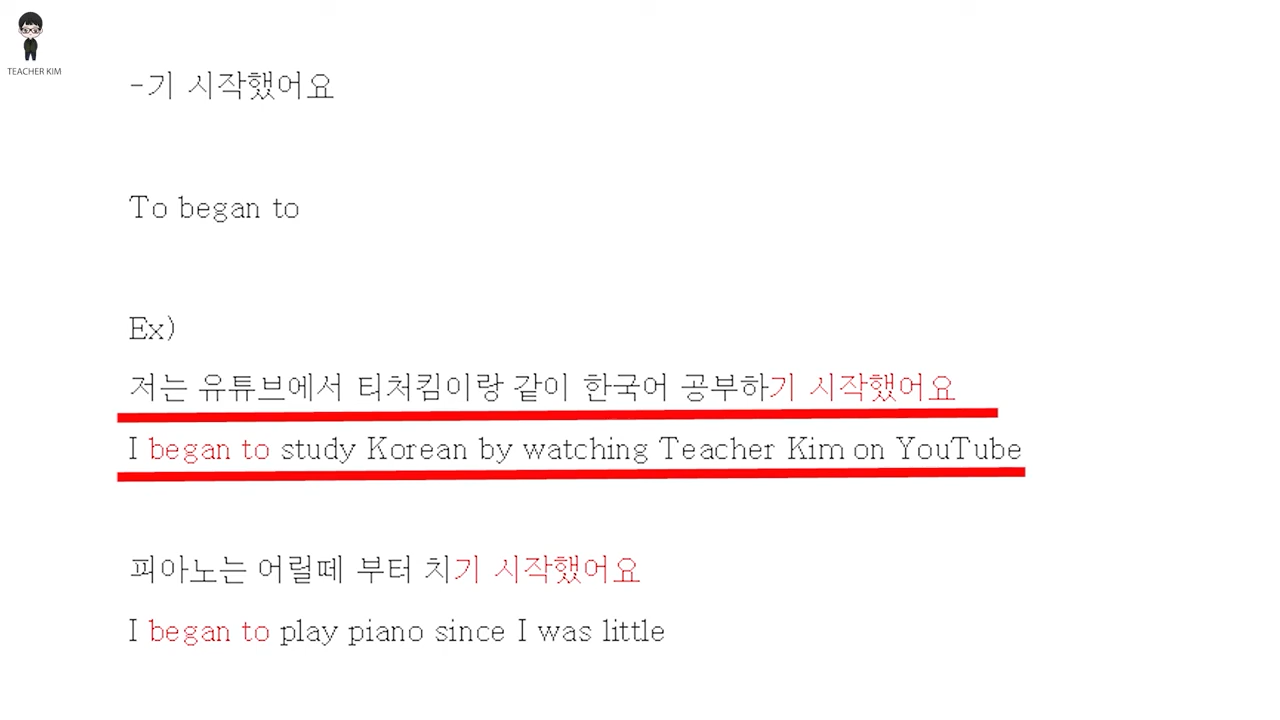 TEACHER KIM
-기 시작했어요
To began to
Ex)
저는 유튜브에서 티처킴이랑 같이 한국어 공부하기 시작했어요
I began to study Korean by watching Teacher Kim on YouTube
피아노는 어릴떼 부터 치기 시작했어요
I began to play piano since I was little